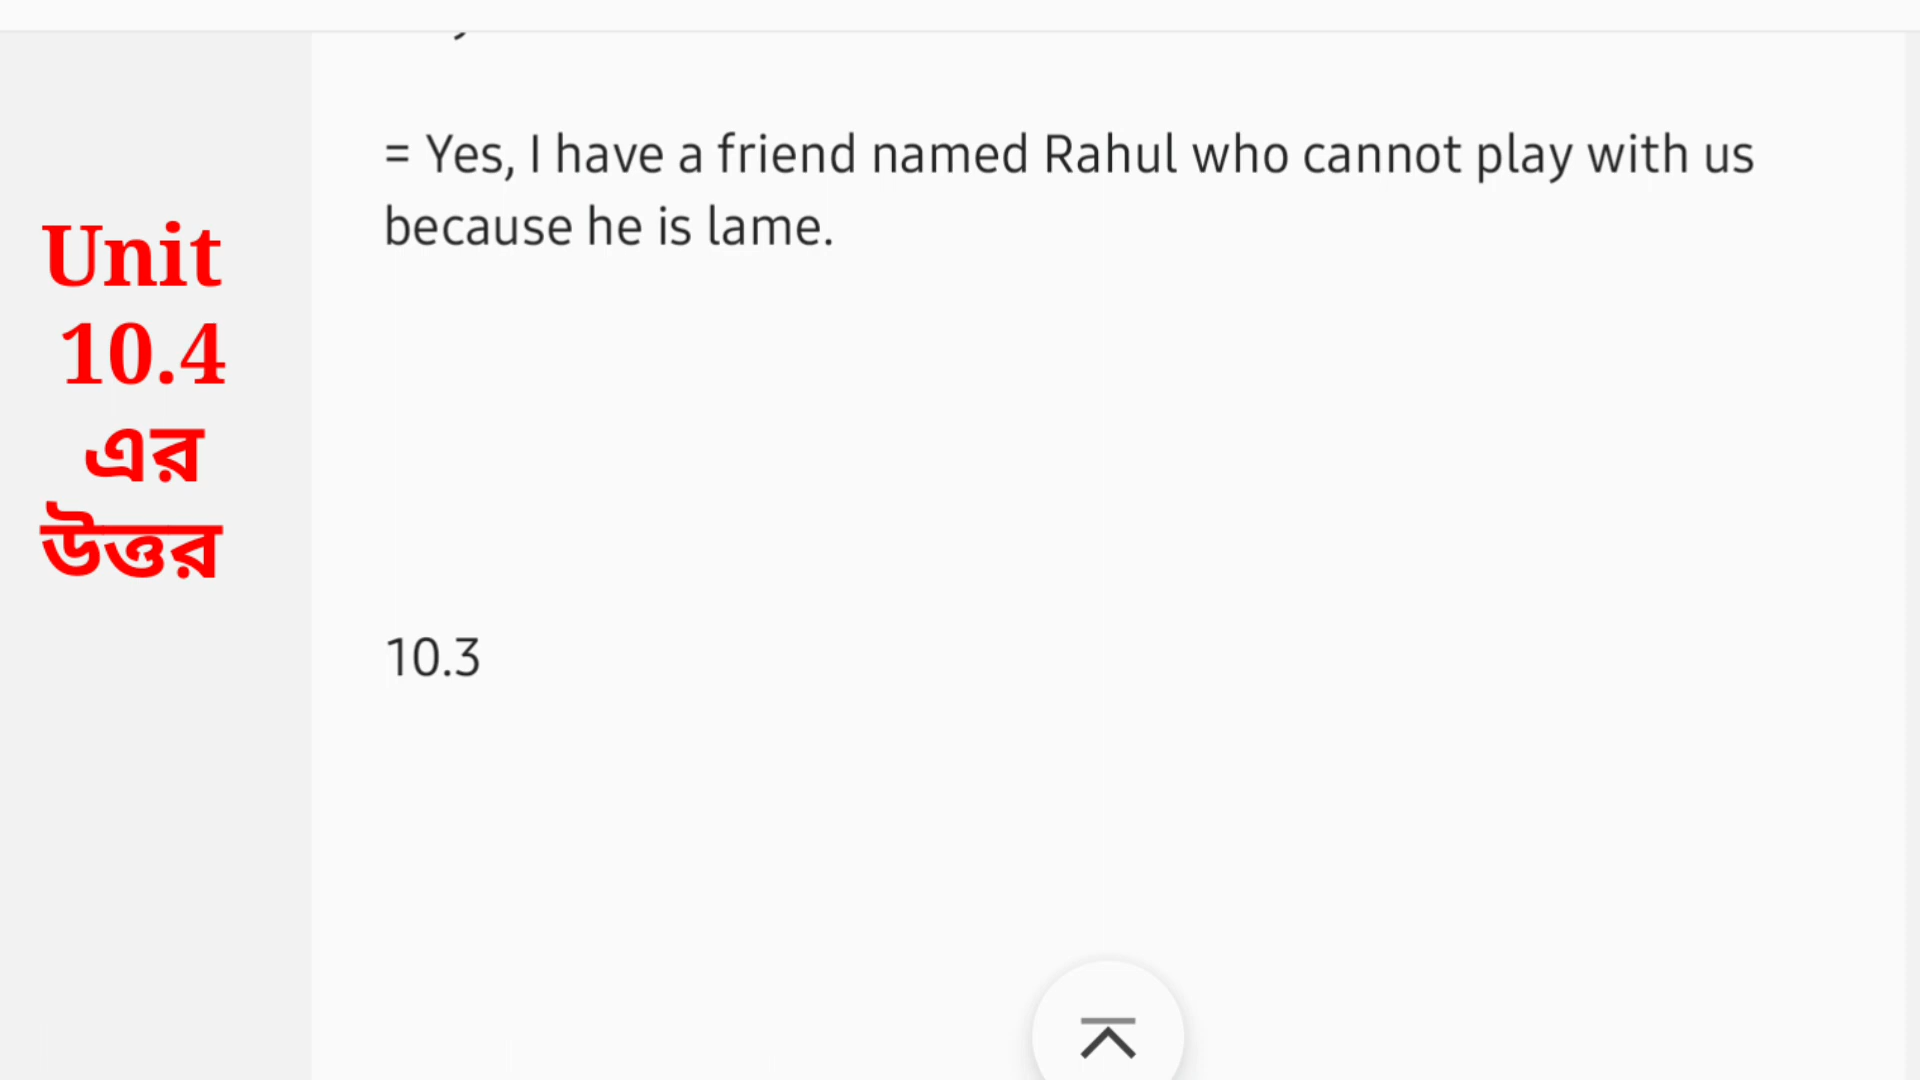 = Yes, I have a friend named Rahul who cannot play with us
because he is lame.
Unit
10.4
এর
উত্তর
10.3